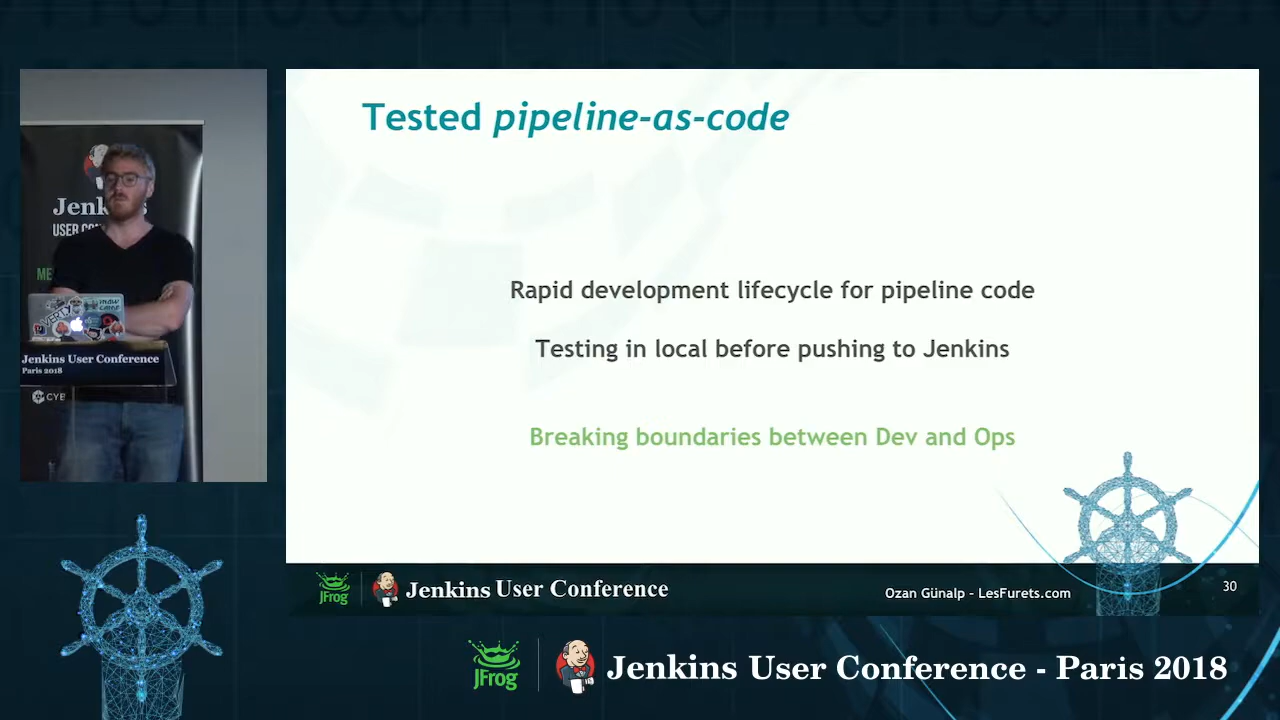 Tested pipeline-as-code
Rapid development lifecycle for pipeline code
Testing in local before pushing to Jenkins
Breaking boundaries between Dev and Ops
JFrog
Jenkins User Conference
Ozan Günalp - LesFurets.com
30
Jenkins User Conference
Paris 2018
CYB
JFrog
Jenkins User Conference - Paris 2018